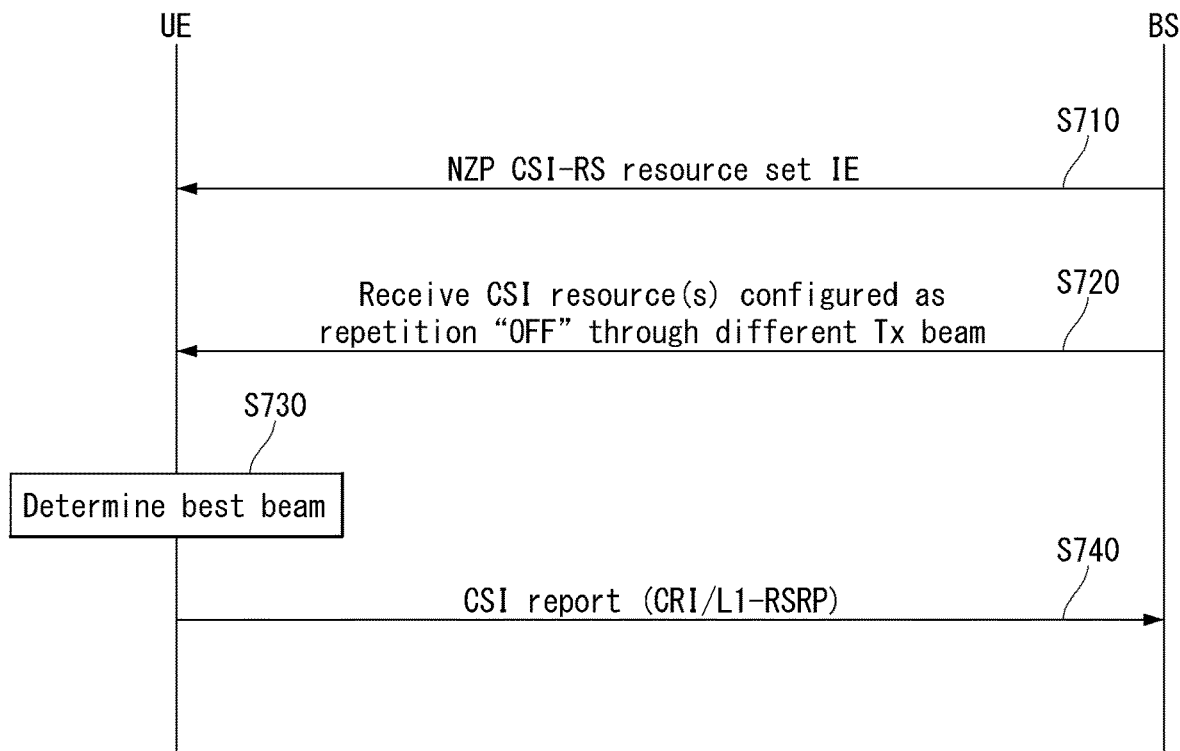 UE
BS
S710
NZP CSI-RS resource set IE
S720
Receive CSI resource(s) configured as
repetition “OFF” through different Tx beam
S730
Determine best beam
S740
CSI report (CRI/L1-RSRP)